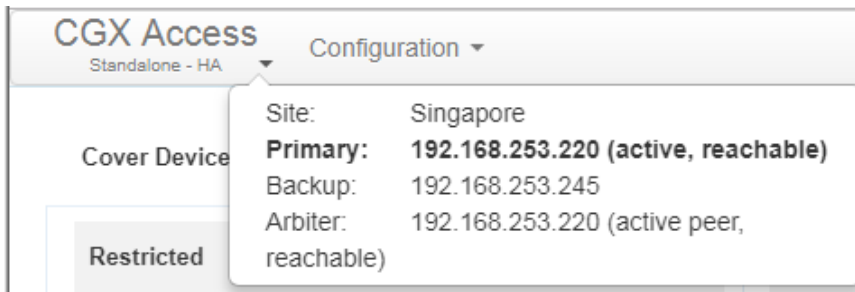 CGX Access
Standalone - HA
Configuration
Site: Singapore
Primary: 192.168.253.220 (active, reachable)
Backup: 192.168.253.245
Arbiter: 192.168.253.220 (active peer,
reachable)
Cover Device
Restricted